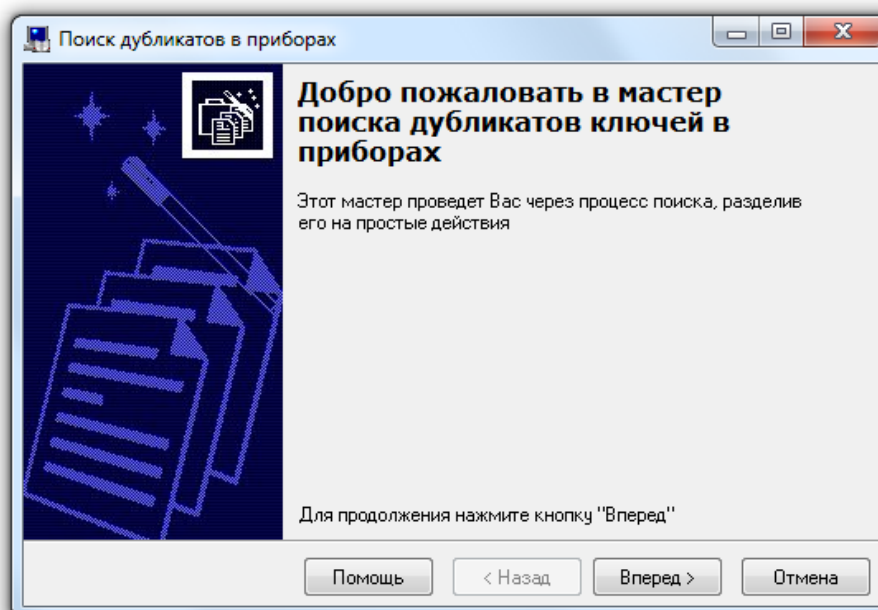 Поиск дубликатов в приборах
Добро пожаловать в мастер
поиска дубликатов ключей в
приборах
Этот мастер проведет Вас через процесс поиска, разделив
его на простые действия
Для продолжения нажмите кнопку "Вперед"
Помощь
< Назад
Вперед >
Отмена